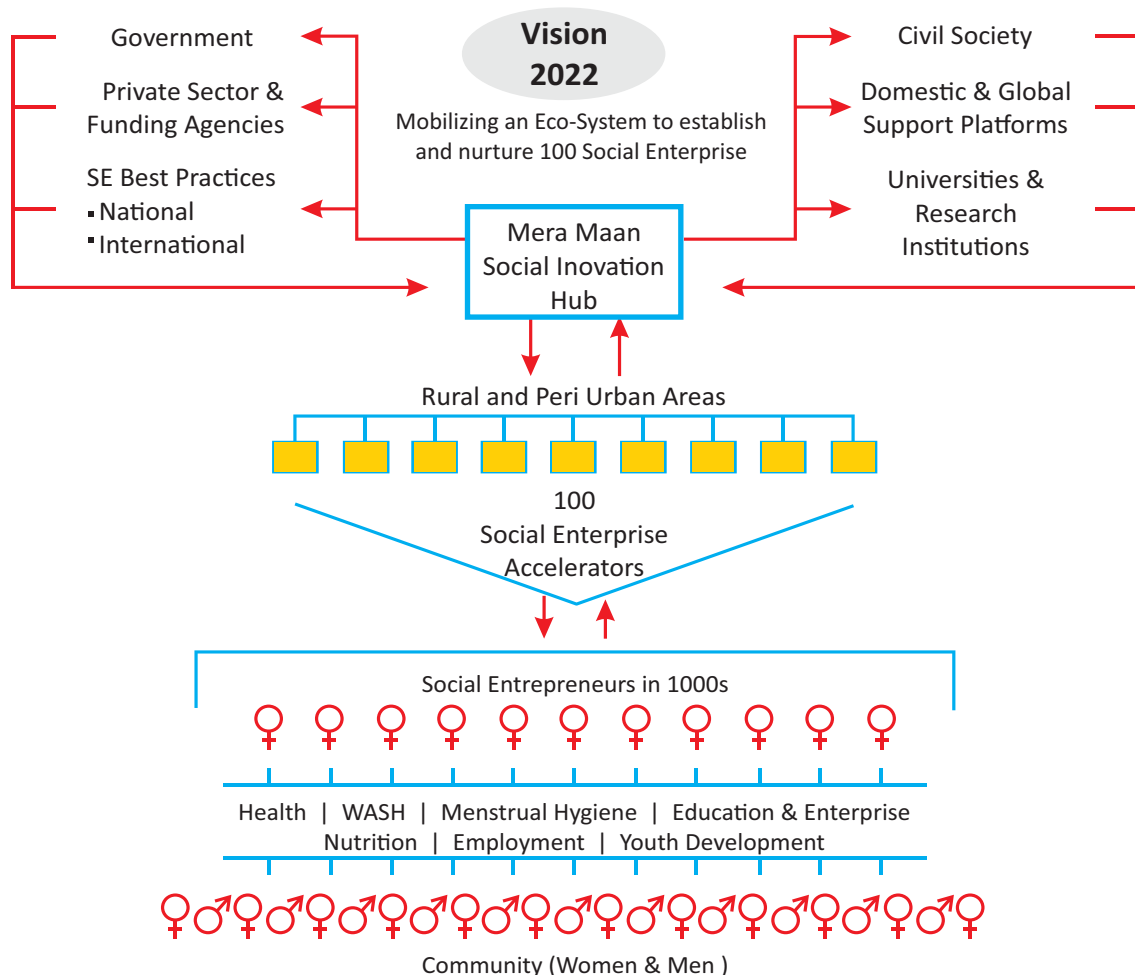 Vision
2022
Mobilizing an Eco-System to establish
and nurture 100 Social Enterprise
Government
Private Sector &
Funding Agencies
SE Best Practices
▪ National
▪ International
Civil Society
Domestic & Global
Support Platforms
Universities &
Research
Institutions
Mera Maan
Social Inovation
Hub
Rural and Peri Urban Areas
100
Social Enterprise
Accelerators
Social Entrepreneurs in 1000s
Health | WASH | Menstrual Hygiene | Education & Enterprise
Nutrition | Employment | Youth Development
Community (Women & Men )